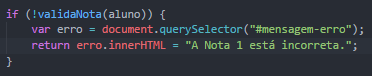 if (!validaNota(aluno)) {
var erro = document.querySelector("#mensagem-erro");
return erro.innerHTML = "A Nota 1 está incorreta.";
}